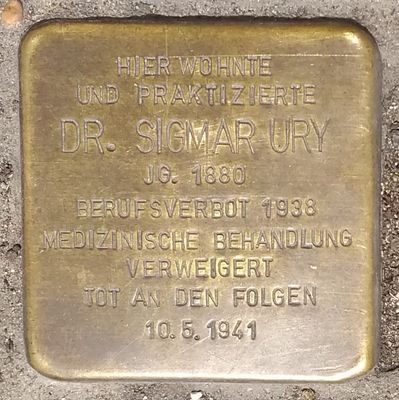 HIER WOHNTE
UND PRAKTIZIERTE
DR. SIGMAR URY
JG. 1880
BERUFSVERBOT 1938
MEDIZINISCHE BEHANDLUNG
VERWEIGERT
TOT AN DEN FOLGEN
10.5.1941